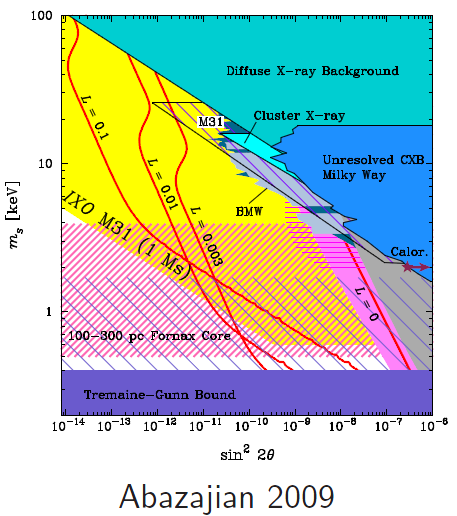 100
10
1
m_s [keV]
Diffuse X-ray Background
Cluster X-ray
M31
Unresolved CXB
Milky Way
BMW
Calor.
L = 0.1
L = 0.01
L = 0.003
L = 0
IXO M31 (1 Ms)
100-300 pc Fornax Core
Tremaine-Gunn Bound
10^-14 10^-13 10^-12 10^-11 10^-10 10^-9 10^-8 10^-7 10^-6
sin^2 2θ
Abazajian 2009